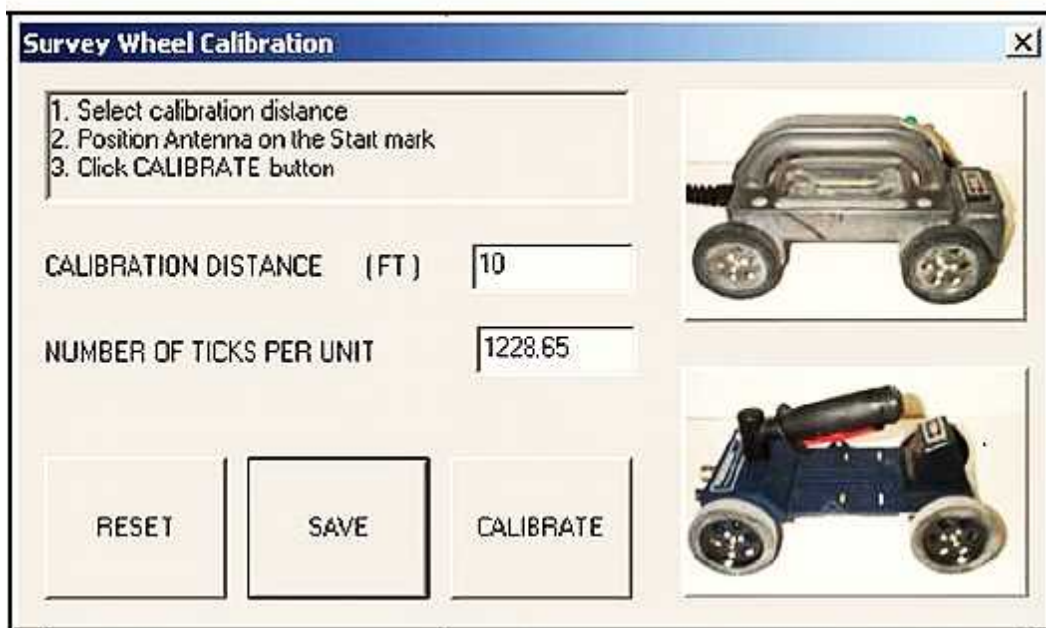 Survey Wheel Calibration
1. Select calibration distance
2. Position Antenna on the Start mark
3. Click CALIBRATE button
CALIBRATION DISTANCE (FT) 10
NUMBER OF TICKS PER UNIT 1228.65
RESET SAVE CALIBRATE